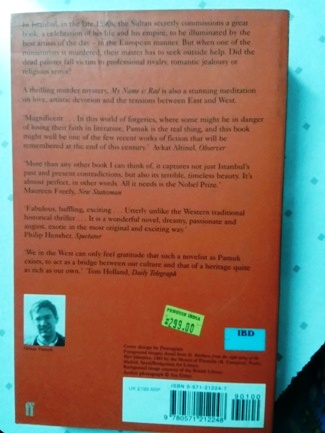 In Istanbul, in the late 1590s, the Sultan secretly commissions a great
book, a celebration of his life and his empire, to be illuminated by the
best artists of the day – in the European manner. But when one of the
miniaturists is murdered, their master has to seek outside help. Did the
dead painter fall victim to professional rivalry, romantic jealousy or
religious terror?
A thrilling murder mystery, My Name is Red is also a stunning meditation
on love, artistic devotion and the tensions between East and West.
'Magnificent . . . In this world of forgeries, where some might be in danger
of losing their faith in literature, Pamuk is the real thing, and this book
might well be one of the few recent works of fiction that will be
remembered at the end of this century.' Avkar Altinel, Observer
'More than any other book I can think of, it captures not just Istanbul's
past and present contradictions, but also its terrible, timeless beauty. It's
almost perfect, in other words. All it needs is the Nobel Prize.'
Maureen Freely, New Statesman
'Fabulous, baffling, exciting . . . Utterly unlike the Western traditional
historical thriller . . . It is a wonderful novel, dreamy, passionate and
august, exotic in the most original and exciting way.'
Philip Hensher, Spectator
'We in the West can only feel gratitude that such a novelist as Pamuk
exists, to act as a bridge between our culture and that of a heritage quite
as rich as our own.' Tom Holland, Daily Telegraph
PENGUIN INDIA
₹299.00
IBD
Orhan Pamuk
Cover design by Pentagram
ff
UK £7.99 RRP
ISBN 0-571-21224-7
90100
9 780571 212248